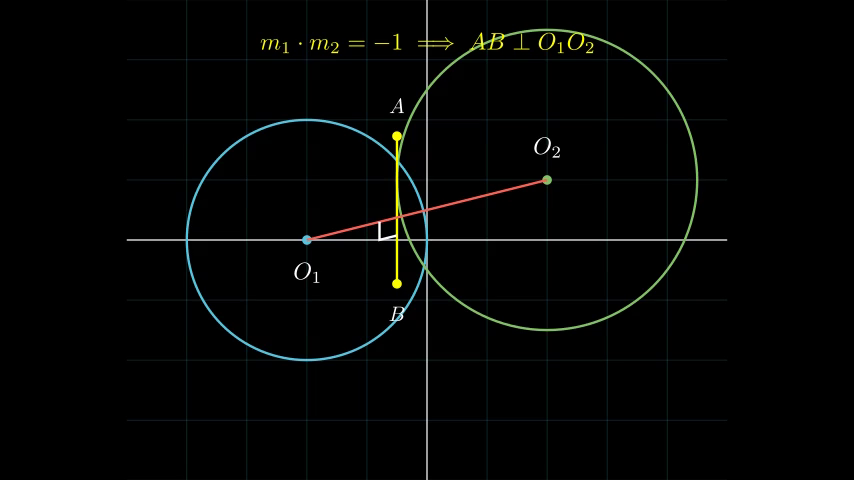 m₁ · m₂ = −1 ⟹ AB ⊥ O₁O₂
A
O₂
O₁
B